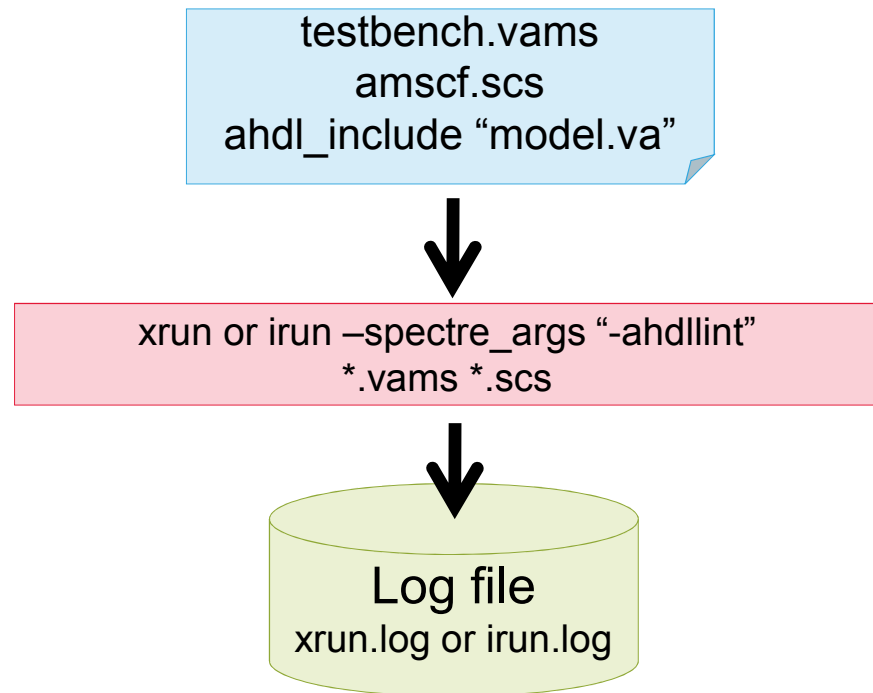 testbench.vams
amscf.scs
ahdl_include “model.va”
xrun or irun –spectre_args “-ahdllint”
*.vams *.scs
Log file
xrun.log or irun.log